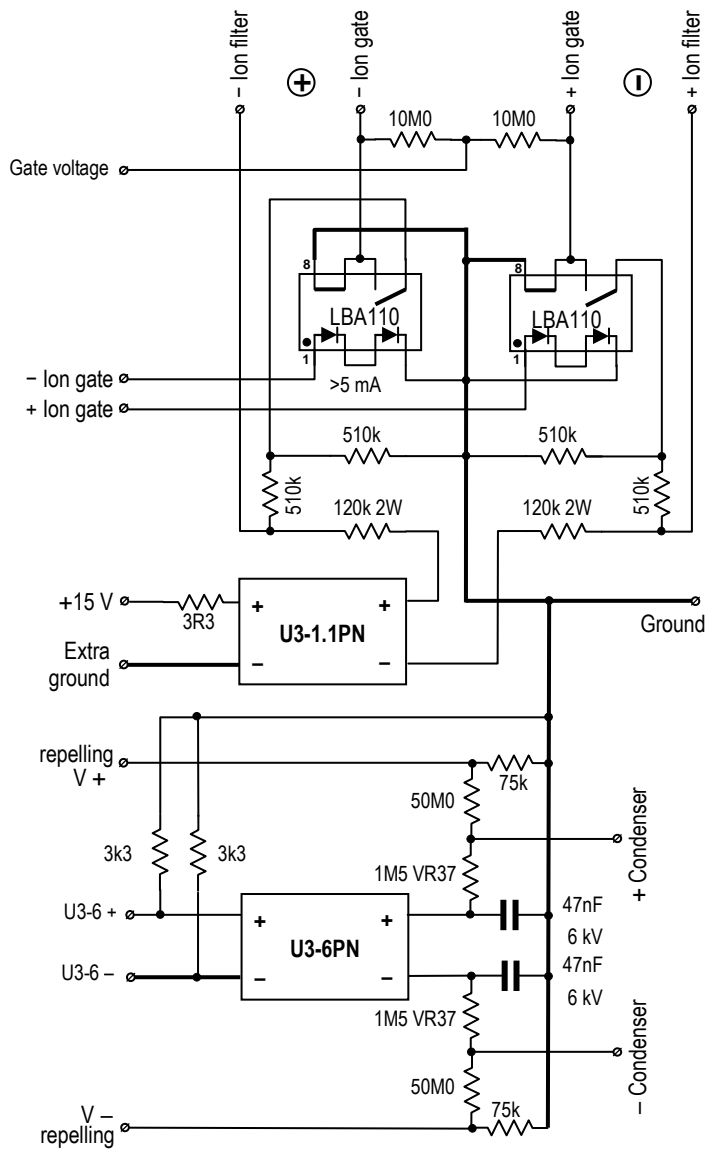 – Ion filter
+
– Ion gate
+ Ion gate
–
+ Ion filter
10M0
10M0
Gate voltage
8
8
LBA110
LBA110
1
1
– Ion gate
>5 mA
+ Ion gate
510k
510k
510k
510k
120k 2W
120k 2W
+15 V
3R3
+
+
U3-1.1PN
–
–
Ground
Extra
ground
repelling
V +
75k
50M0
+ Condenser
3k3
3k3
1M5 VR37
U3-6 +
+
+
47nF
6 kV
U3-6PN
U3-6 –
–
–
47nF
6 kV
1M5 VR37
– Condenser
50M0
75k
V –
repelling